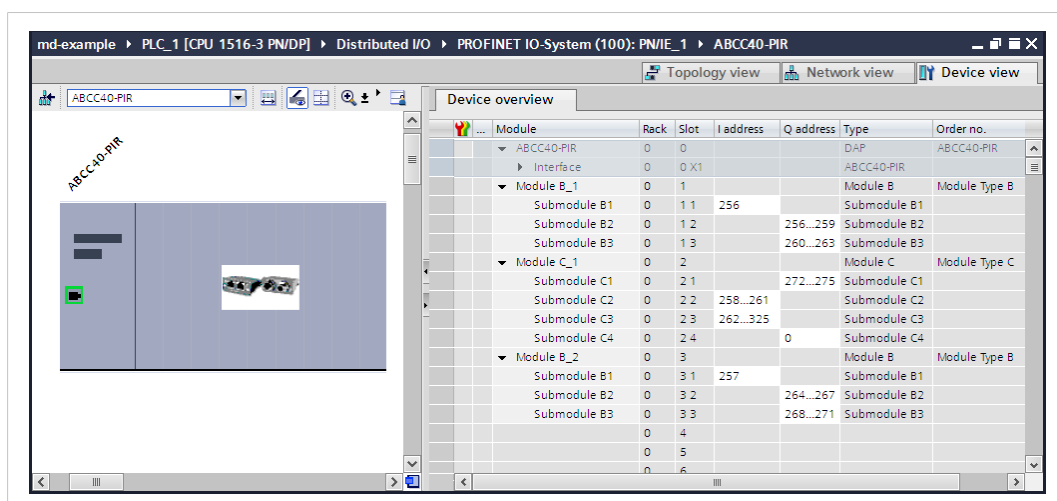 md-example ▸ PLC_1 [CPU 1516-3 PN/DP] ▸ Distributed I/O ▸ PROFINET IO-System (100): PN/IE_1 ▸ ABCC40-PIR
Topology view Network view Device view
ABCC40-PIR
Device overview
... Module Rack Slot I address Q address Type Order no.
ABCC40-PIR 0 0 DAP ABCC40-PIR
Interface 0 0 X1 ABCC40-PIR
Module B_1 0 1 Module B Module Type B
Submodule B1 0 1 1 256 Submodule B1
Submodule B2 0 1 2 256...259 Submodule B2
Submodule B3 0 1 3 260...263 Submodule B3
Module C_1 0 2 Module C Module Type C
Submodule C1 0 2 1 272...275 Submodule C1
Submodule C2 0 2 2 258...261 Submodule C2
Submodule C3 0 2 3 262...325 Submodule C3
Submodule C4 0 2 4 0 Submodule C4
Module B_2 0 3 Module B Module Type B
Submodule B1 0 3 1 257 Submodule B1
Submodule B2 0 3 2 264...267 Submodule B2
Submodule B3 0 3 3 268...271 Submodule B3
0 4
0 5
0 6
ABCC40-PIR